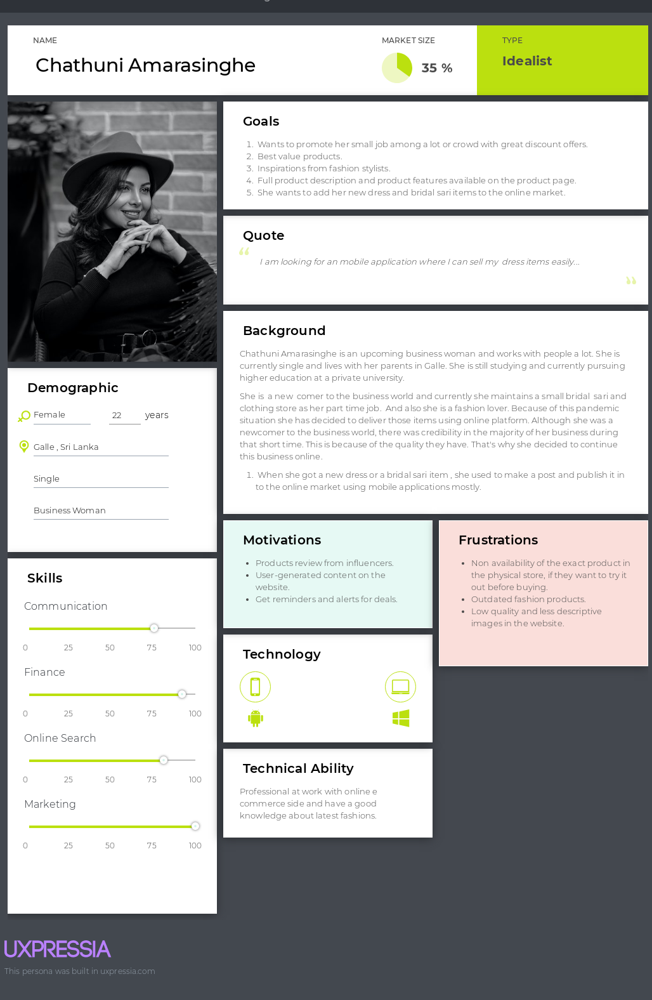 NAME
Chathuni Amarasinghe
MARKET SIZE
35 %
TYPE
Idealist
Goals
1. Wants to promote her small job among a lot or crowd with great discount offers.
2. Best value products.
3. Inspirations from fashion stylists.
4. Full product description and product features available on the product page.
5. She wants to add her new dress and bridal sari items to the online market.
Quote
“
I am looking for an mobile application where I can sell my dress items easily...
”
Background
Chathuni Amarasinghe is an upcoming business woman and works with people a lot. She is
currently single and lives with her parents in Galle. She is still studying and currently pursuing
higher education at a private university.
She is a new comer to the business world and currently she maintains a small bridal sari and
clothing store as her part time job. And also she is a fashion lover. Because of this pandemic
situation she has decided to deliver those items using online platform. Although she was a
newcomer to the business world, there was credibility in the majority of her business during
that short time. This is because of the quality they have. That's why she decided to continue
this business online.
1. When she got a new dress or a bridal sari item , she used to make a post and publish it in
to the online market using mobile applications mostly.
Demographic
Female
22 years
Galle , Sri Lanka
Single
Business Woman
Skills
Communication
0 25 50 75 100
Finance
0 25 50 75 100
Online Search
0 25 50 75 100
Marketing
0 25 50 75 100
Motivations
• Products review from influencers.
• User-generated content on the
website.
• Get reminders and alerts for deals.
Frustrations
• Non availability of the exact product in
the physical store, if they want to try it
out before buying.
• Outdated fashion products.
• Low quality and less descriptive
images in the website.
Technology
Technical Ability
Professional at work with online e
commerce side and have a good
knowledge about latest fashions.
UXPRESSIA
This persona was built in uxpressia.com